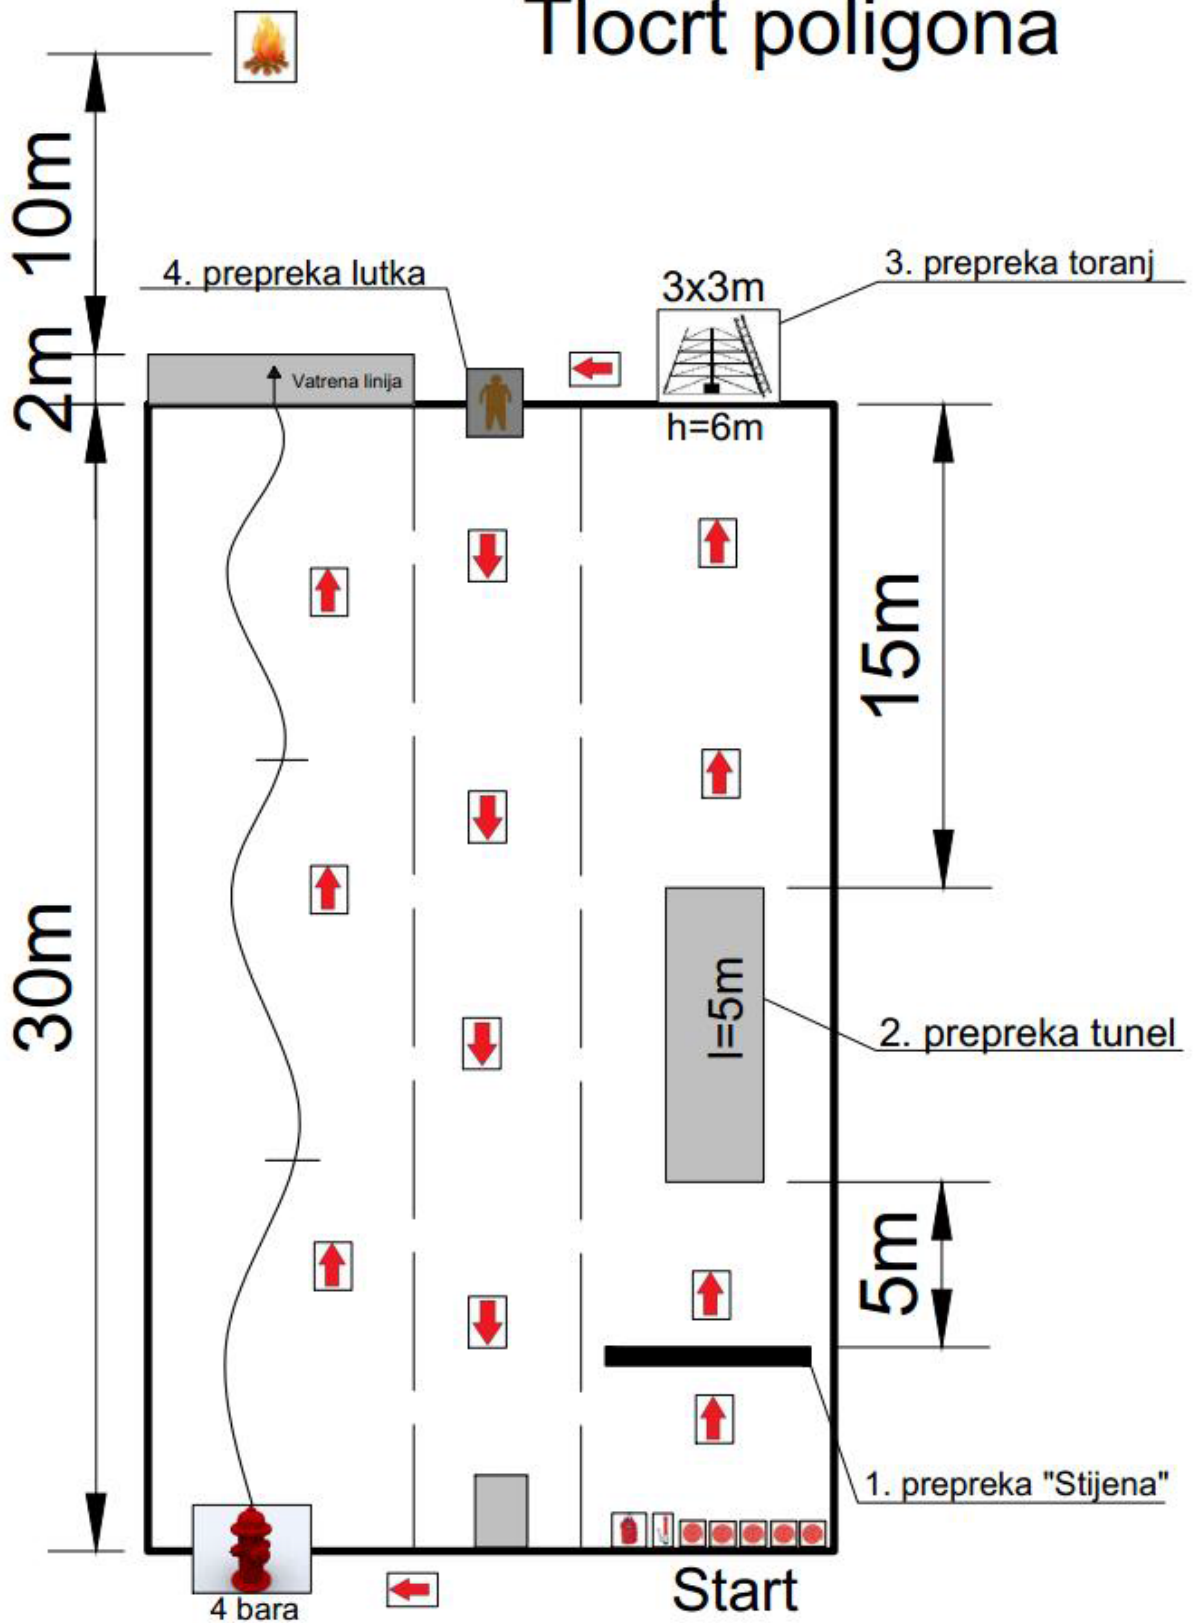 Tlocrt poligona
10m
4. prepreka lutka
3. prepreka toranj
3x3m
2m
Vatrena linija
h=6m
15m
30m
l=5m
2. prepreka tunel
5m
1. prepreka "Stijena"
Start
4 bara